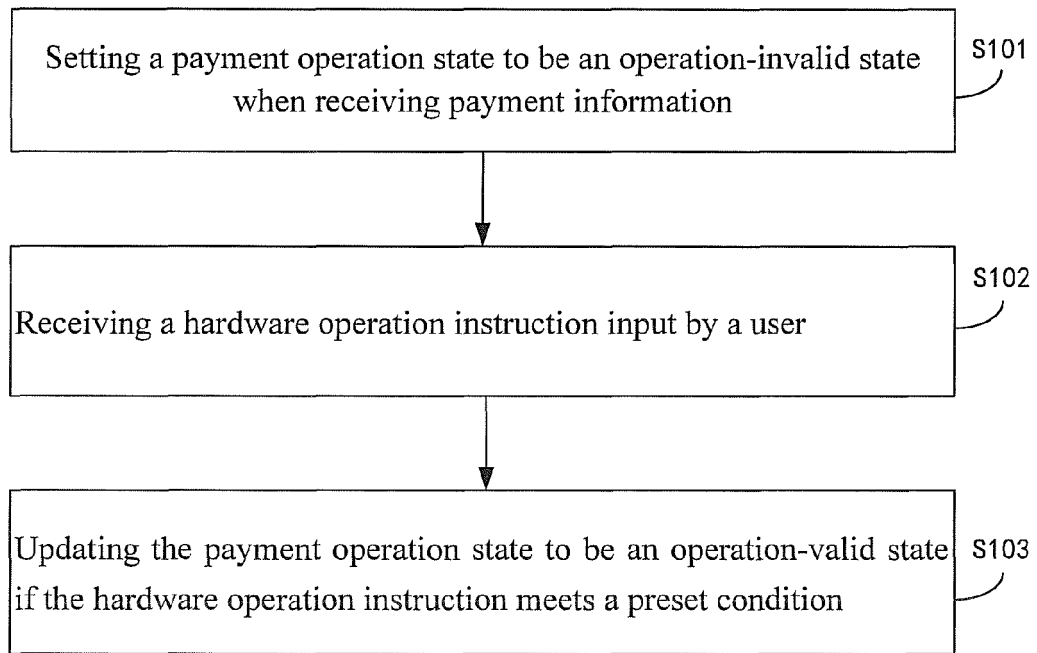 Setting a payment operation state to be an operation-invalid state
when receiving payment information
S101
Receiving a hardware operation instruction input by a user
S102
Updating the payment operation state to be an operation-valid state
if the hardware operation instruction meets a preset condition
S103